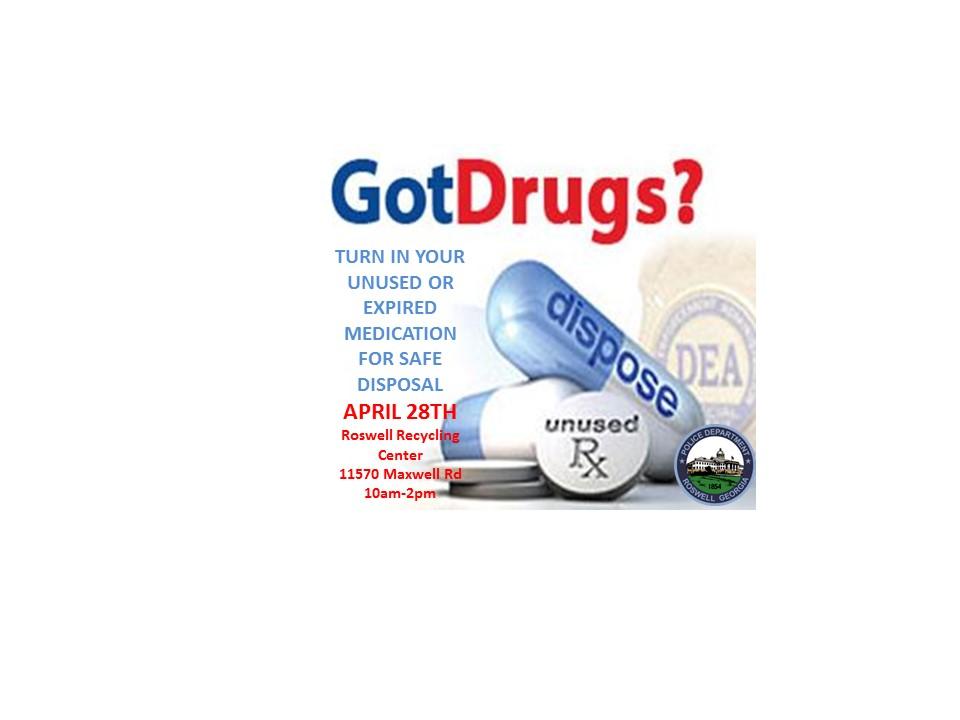 GotDrugs?
TURN IN YOUR
UNUSED OR
EXPIRED
MEDICATION
FOR SAFE
DISPOSAL
APRIL 28TH
Roswell Recycling
Center
11570 Maxwell Rd
10am-2pm
dispose
unused
Rx
DEA
POLICE DEPARTMENT
1854
ROSWELL GEORGIA